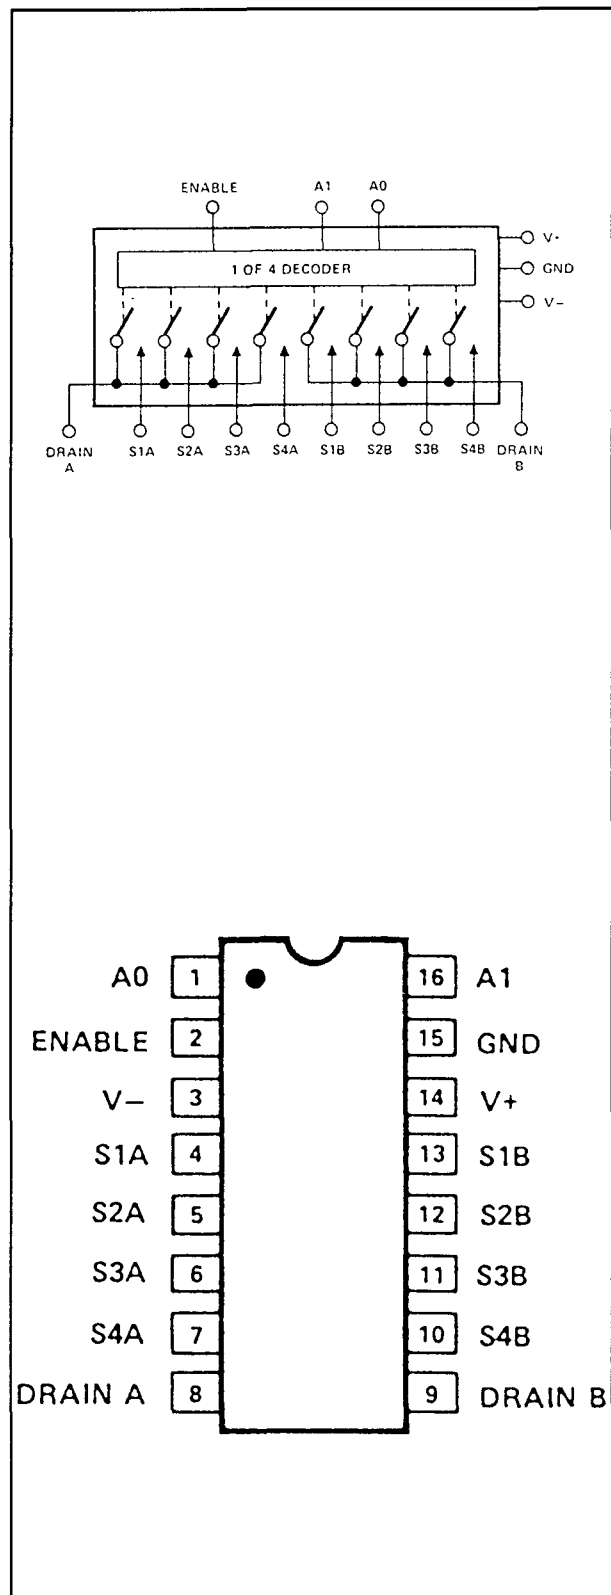 ENABLE A1 A0
V+
1 OF 4 DECODER GND
V−
DRAIN A S1A S2A S3A S4A S1B S2B S3B S4B DRAIN B
A0 1 16 A1
ENABLE 2 15 GND
V− 3 14 V+
S1A 4 13 S1B
S2A 5 12 S2B
S3A 6 11 S3B
S4A 7 10 S4B
DRAIN A 8 9 DRAIN B